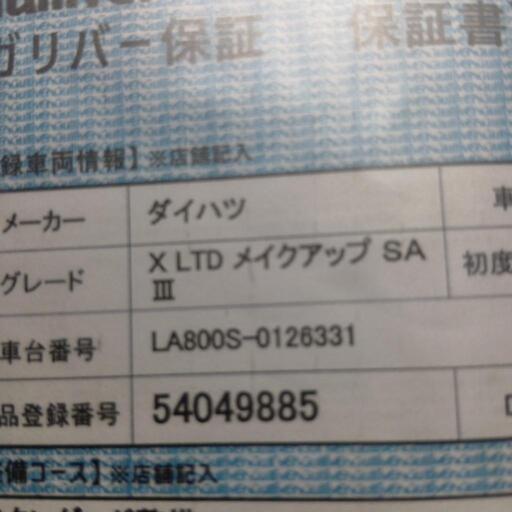 ガリバー保証 保証書
録車両情報】※店舗記入
メーカー ダイハツ 車
グレード X LTD メイクアップ SA 初度
Ⅲ
車台番号 LA800S-0126331
品登録番号 54049885
備コース】※店舗記入